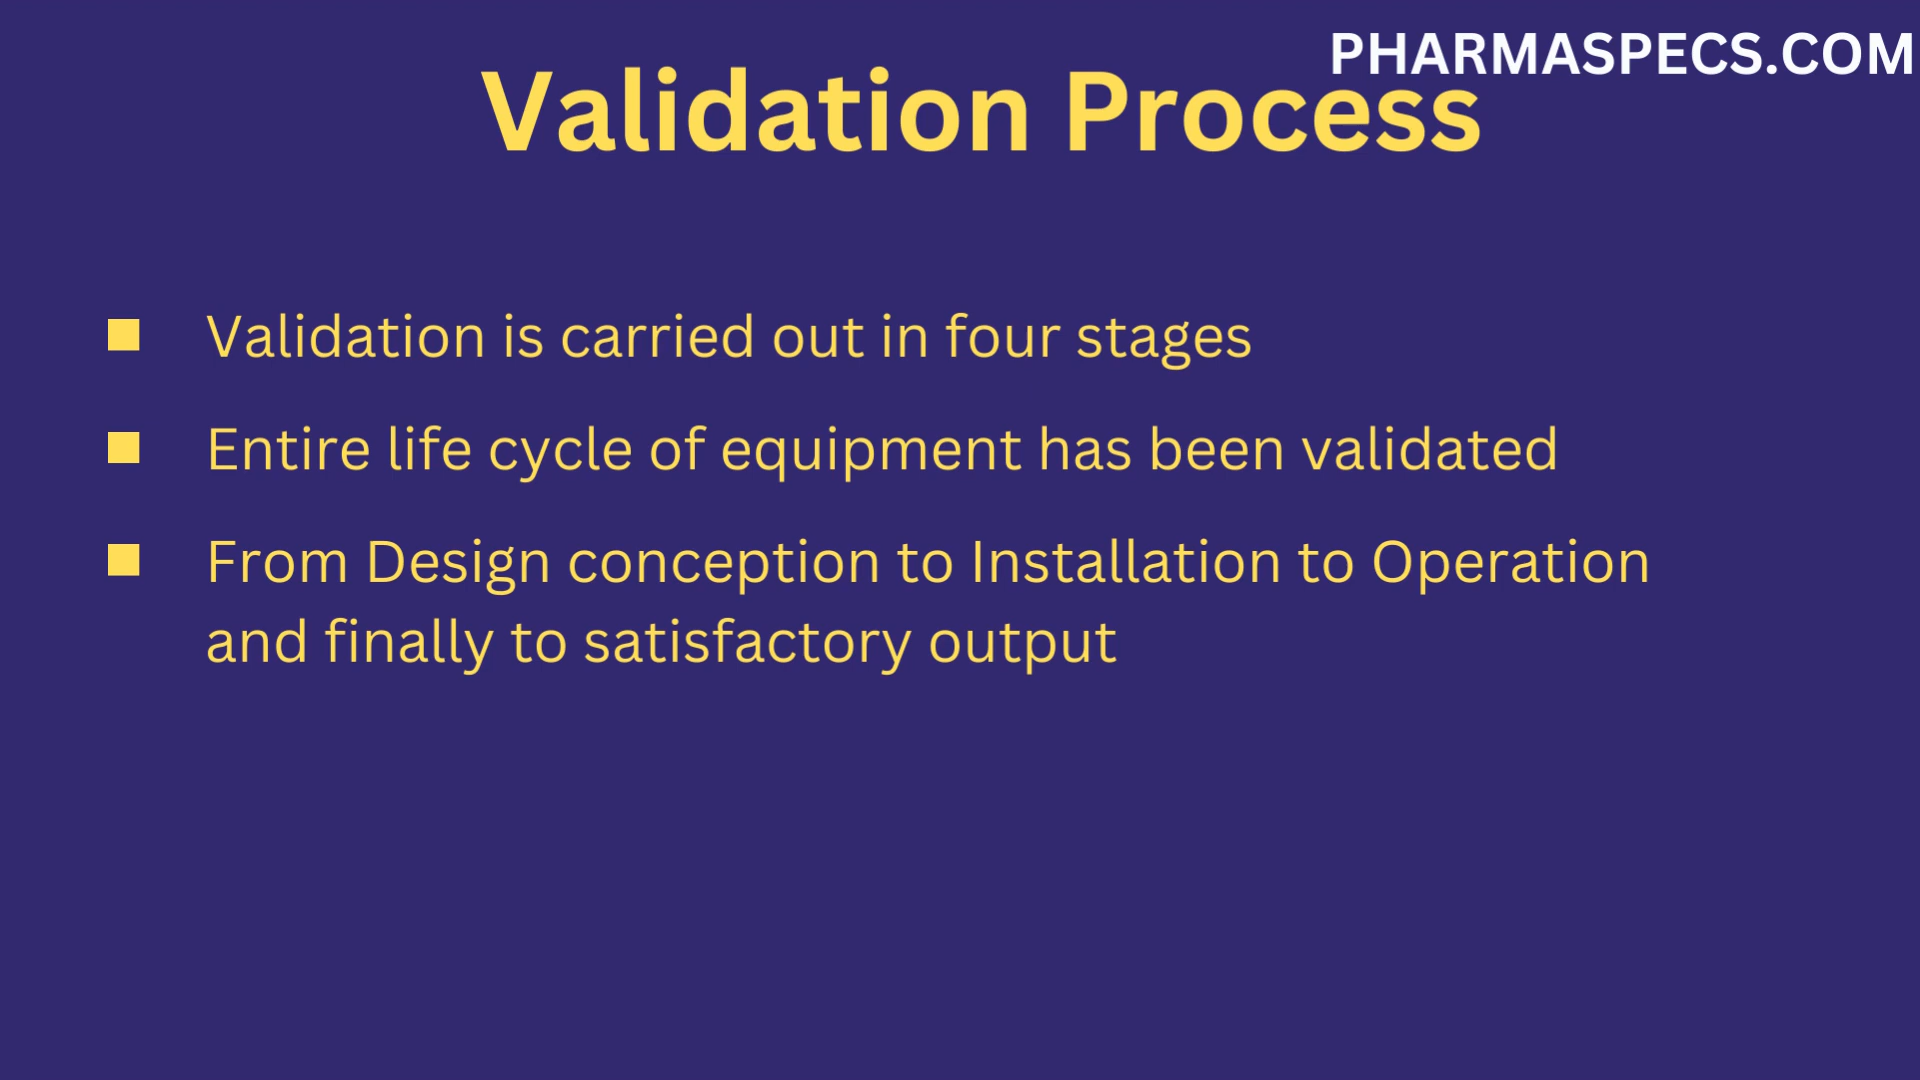 PHARMASPECS.COM
Validation Process
Validation is carried out in four stages
Entire life cycle of equipment has been validated
From Design conception to Installation to Operation
and finally to satisfactory output